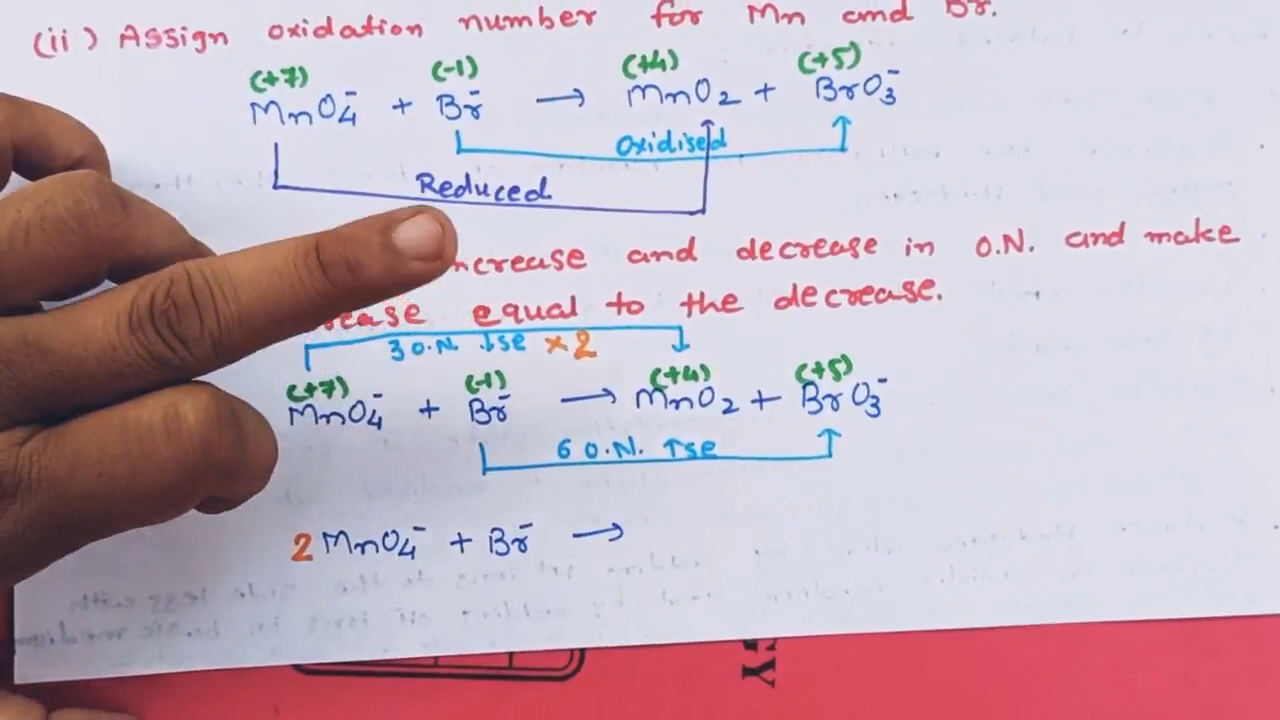 (ii) Assign oxidation number for Mn and Br.
(+7) (-1) (+4) (+5)
MnO₄⁻ + Br⁻ → MnO₂ + BrO₃⁻
Oxidised
Reduced
and decrease in O.N. and make
equal to the decrease.
3 O.N. ↓se × 2
(+7) (-1) (+4) (+5)
MnO₄⁻ + Br⁻ → MnO₂ + BrO₃⁻
6 O.N. ↑se
2 MnO₄⁻ + Br⁻ →